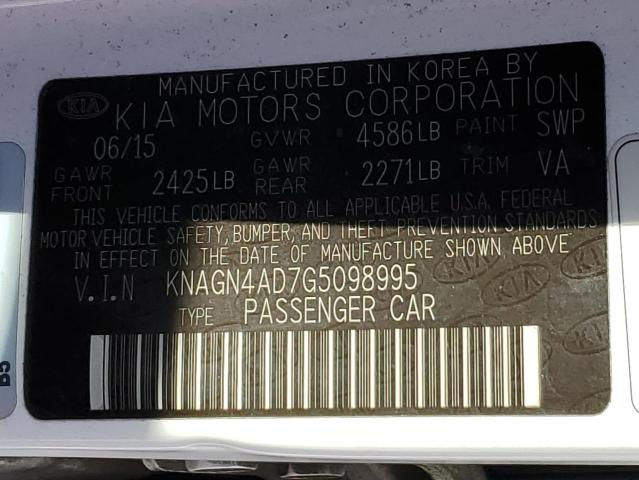 MANUFACTURED IN KOREA BY
KIA KIA MOTORS CORPORATION
06/15 GVWR 4586LB PAINT SWP
GAWR FRONT 2425LB GAWR REAR 2271LB TRIM VA
THIS VEHICLE CONFORMS TO ALL APPLICABLE U.S.A. FEDERAL
MOTOR VEHICLE SAFETY, BUMPER, AND THEFT PREVENTION STANDARDS
IN EFFECT ON THE DATE OF MANUFACTURE SHOWN ABOVE
V.I.N KNAGN4AD7G5098995
TYPE PASSENGER CAR